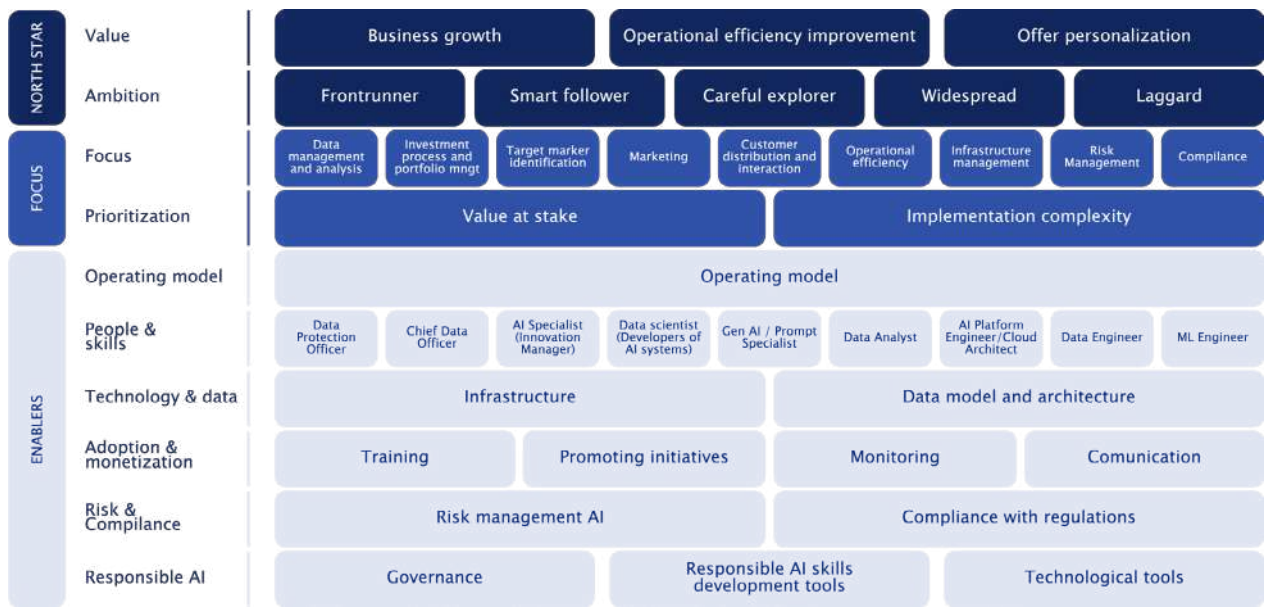 NORTH STAR
Value
Business growth
Operational efficiency improvement
Offer personalization
Ambition
Frontrunner
Smart follower
Careful explorer
Widespread
Laggard
FOCUS
Focus
Data
management
and analysis
Investment
process and
portfolio mngt
Target marker
identification
Marketing
Customer
distribution and
interaction
Operational
efficiency
Infrastructure
management
Risk
Management
Compilance
Prioritization
Value at stake
Implementation complexity
ENABLERS
Operating model
Operating model
People &
skills
Data
Protection
Officer
Chief Data
Officer
AI Specialist
(Innovation
Manager)
Data scientist
(Developers of
AI systems)
Gen AI / Prompt
Specialist
Data Analyst
AI Platform
Engineer/Cloud
Architect
Data Engineer
ML Engineer
Technology & data
Infrastructure
Data model and architecture
Adoption &
monetization
Training
Promoting initiatives
Monitoring
Comunication
Risk &
Compilance
Risk management AI
Compliance with regulations
Responsible AI
Governance
Responsible AI skills
development tools
Technological tools